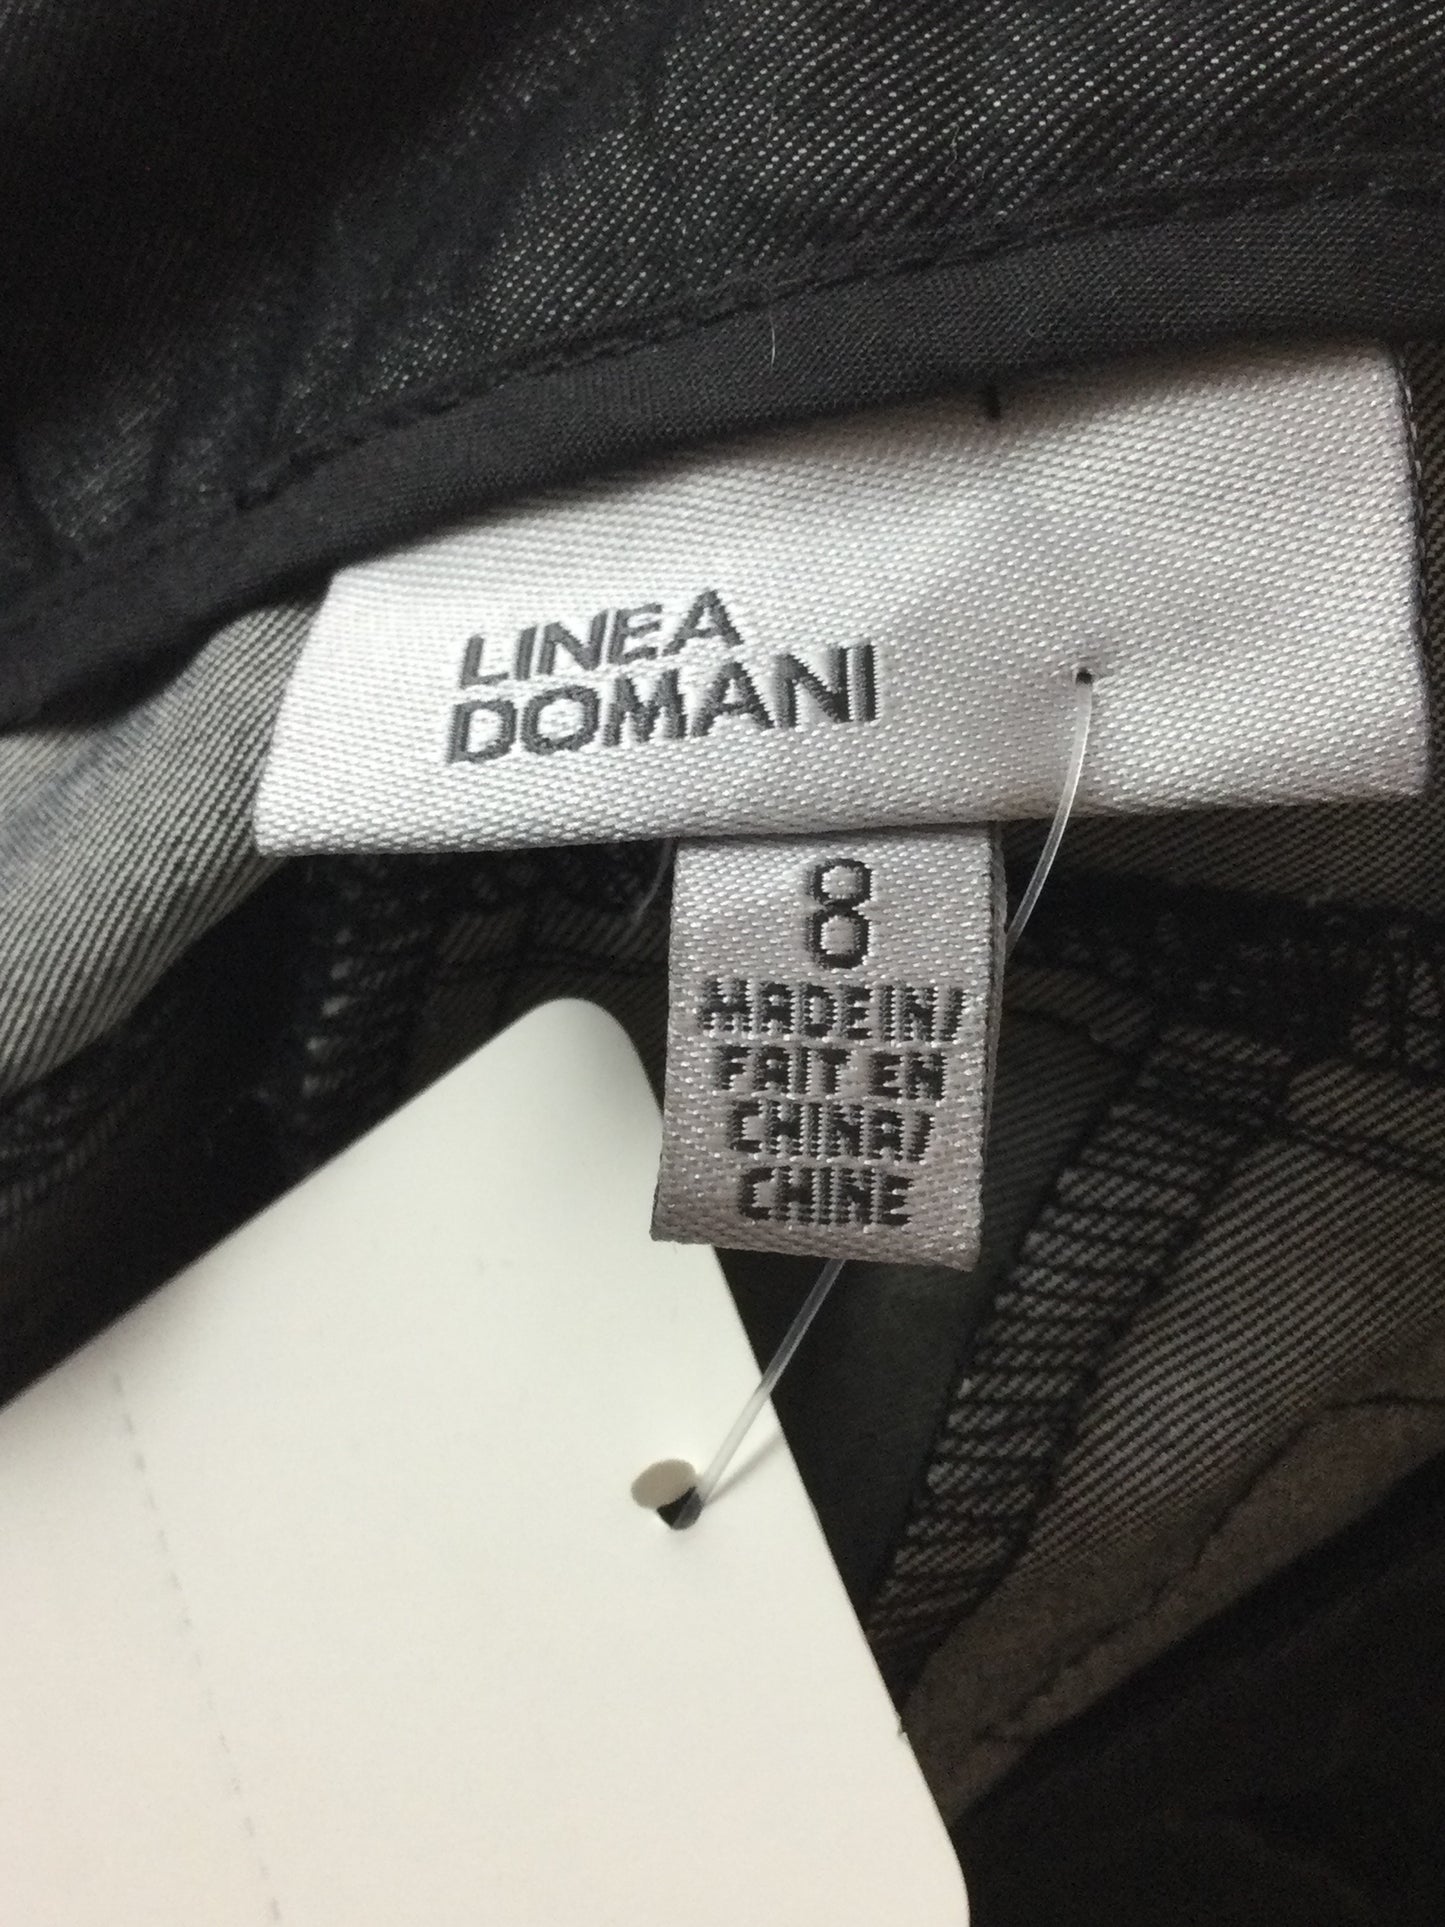 LINEA
DOMANI
8
MADE IN/
FAIT EN
CHINA/
CHINE